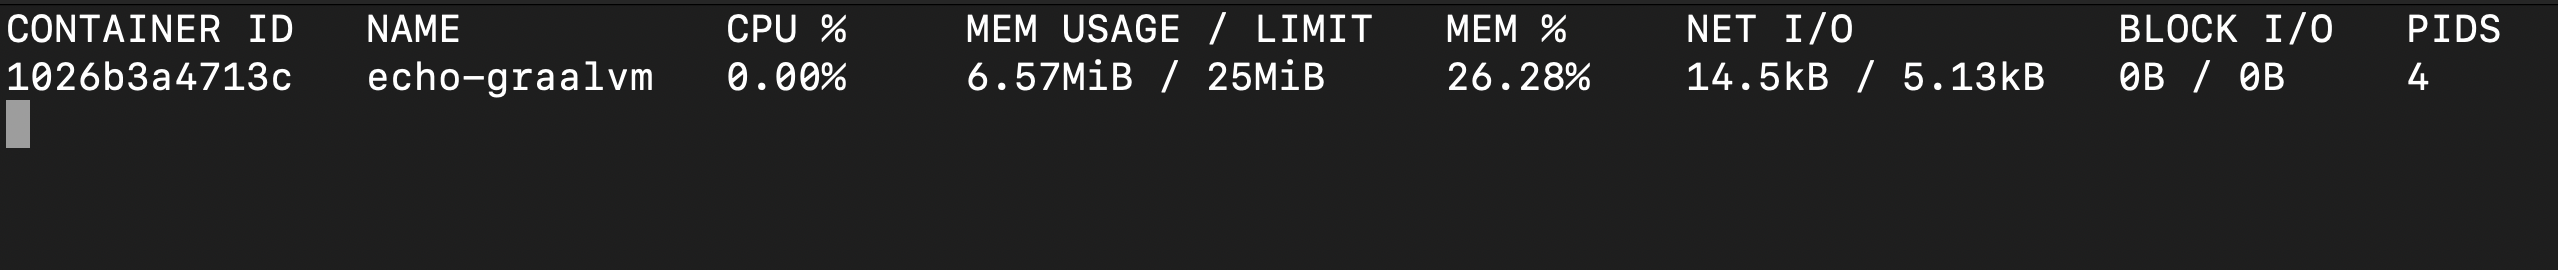 CONTAINER ID   NAME           CPU %     MEM USAGE / LIMIT   MEM %     NET I/O           BLOCK I/O   PIDS
1026b3a4713c   echo-graalvm   0.00%     6.57MiB / 25MiB     26.28%    14.5kB / 5.13kB   0B / 0B     4